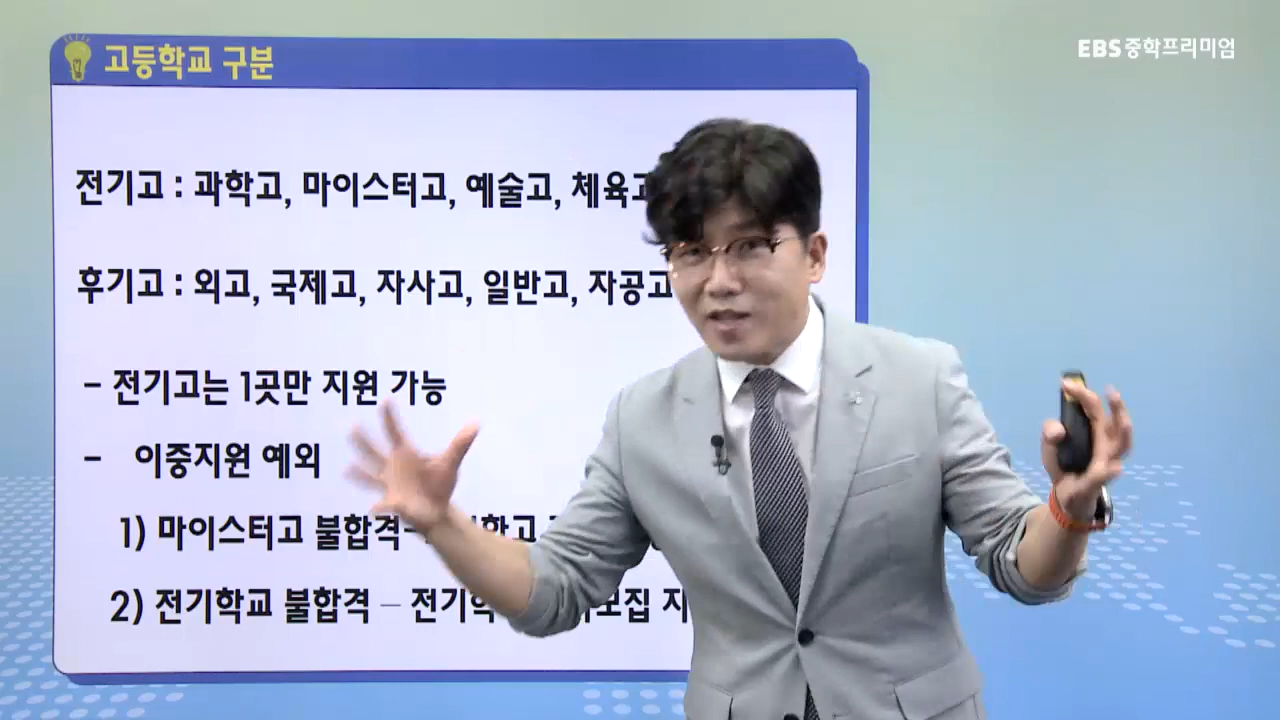 고등학교 구분
EBS 중학프리미엄
전기고 : 과학고, 마이스터고, 예술고, 체육고
후기고 : 외고, 국제고, 자사고, 일반고, 자공고
- 전기고는 1곳만 지원 가능
- 이중지원 예외
1) 마이스터고 불합격
2) 전기학교 불합격 - 전기학